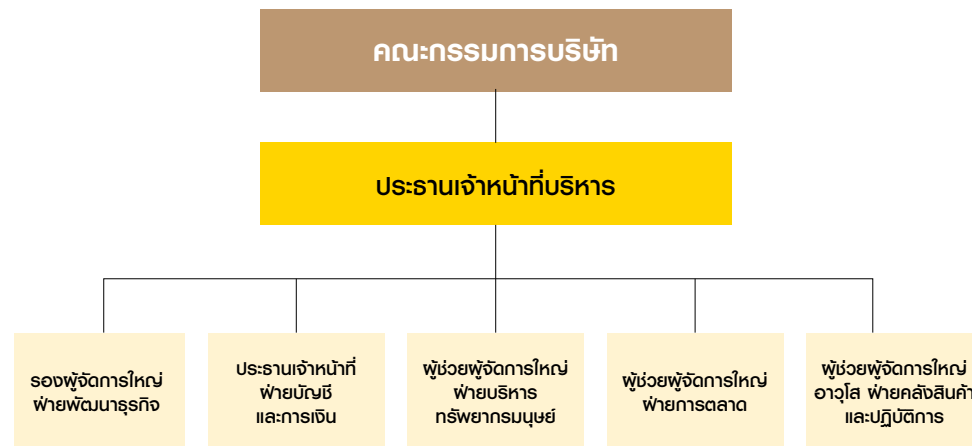 คณะกรรมการบริษัท
ประธานเจ้าหน้าที่บริหาร
รองผู้จัดการใหญ่
ฝ่ายพัฒนาธุรกิจ
ประธานเจ้าหน้าที่
ฝ่ายบัญชี
และการเงิน
ผู้ช่วยผู้จัดการใหญ่
ฝ่ายบริหาร
ทรัพยากรมนุษย์
ผู้ช่วยผู้จัดการใหญ่
ฝ่ายการตลาด
ผู้ช่วยผู้จัดการใหญ่
อาวุโส ฝ่ายคลังสินค้า
และปฏิบัติการ